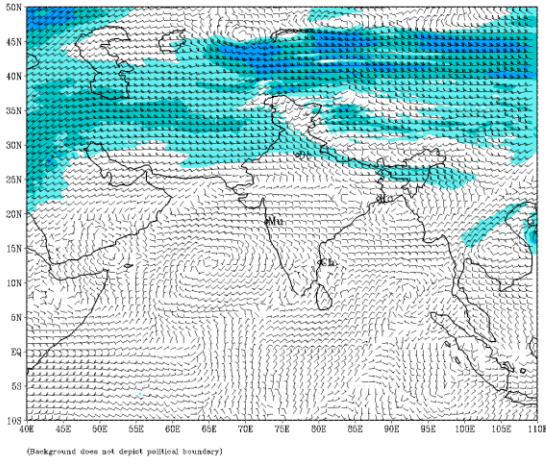 50N
45N
40N
35N
30N
25N
20N
15N
10N
5N
EQ
5S
10S
Mu
40E 45E 50E 55E 60E 65E 70E 75E 80E 85E 90E 95E 100E 105E 110E
(Background does not depict political boundary)